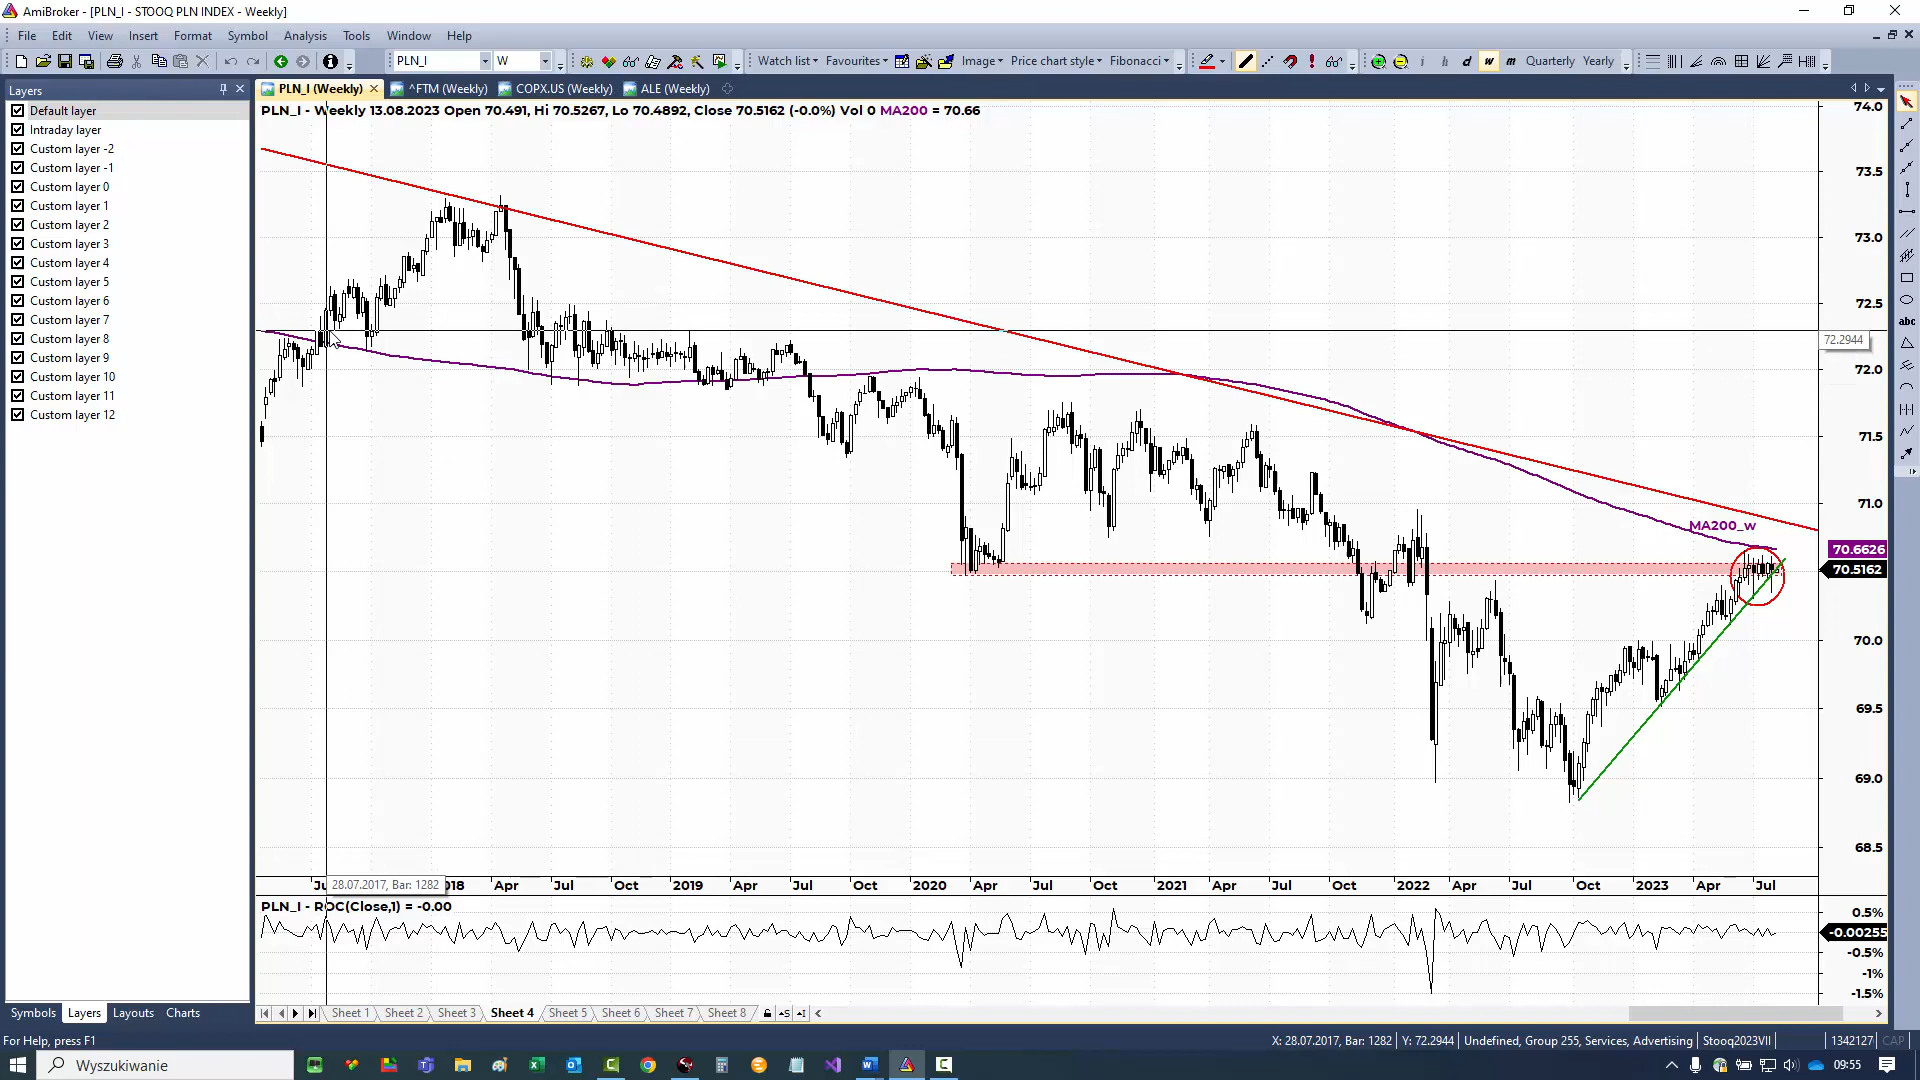 AmiBroker - [PLN_I - STOOQ PLN INDEX - Weekly]
File Edit View Insert Format Symbol Analysis Tools Window Help
PLN_I W Watch list Favourites Image Price chart style Fibonacci i h d w m Quarterly Yearly
Layers
PLN_I (Weekly) ^FTM (Weekly) COPX.US (Weekly) ALE (Weekly)
PLN_I - Weekly 13.08.2023 Open 70.491, Hi 70.5267, Lo 70.4892, Close 70.5162 (-0.0%) Vol 0 MA200 = 70.66
Default layer
Intraday layer
Custom layer -2
Custom layer -1
Custom layer 0
Custom layer 1
Custom layer 2
Custom layer 3
Custom layer 4
Custom layer 5
Custom layer 6
Custom layer 7
Custom layer 8
Custom layer 9
Custom layer 10
Custom layer 11
Custom layer 12
74.0
73.5
73.0
72.5
72.2944
72.0
71.5
71.0
MA200_w
70.6626
70.5162
70.0
69.5
69.0
68.5
abc
28.07.2017, Bar: 1282
Apr Jul Oct 2019 Apr Jul Oct 2020 Apr Jul Oct 2021 Apr Jul Oct 2022 Apr Jul Oct 2023 Apr Jul
PLN_I - ROC(Close,1) = -0.00
0.5%
-0.00255
-0.5%
-1%
-1.5%
Symbols Layers Layouts Charts
Sheet 1 Sheet 2 Sheet 3 Sheet 4 Sheet 5 Sheet 6 Sheet 7 Sheet 8
For Help, press F1
X: 28.07.2017, Bar: 1282 Y: 72.2944 Undefined, Group 255, Services, Advertising Stooq2023VII 1342127 CAP
Wyszukiwanie
09:55